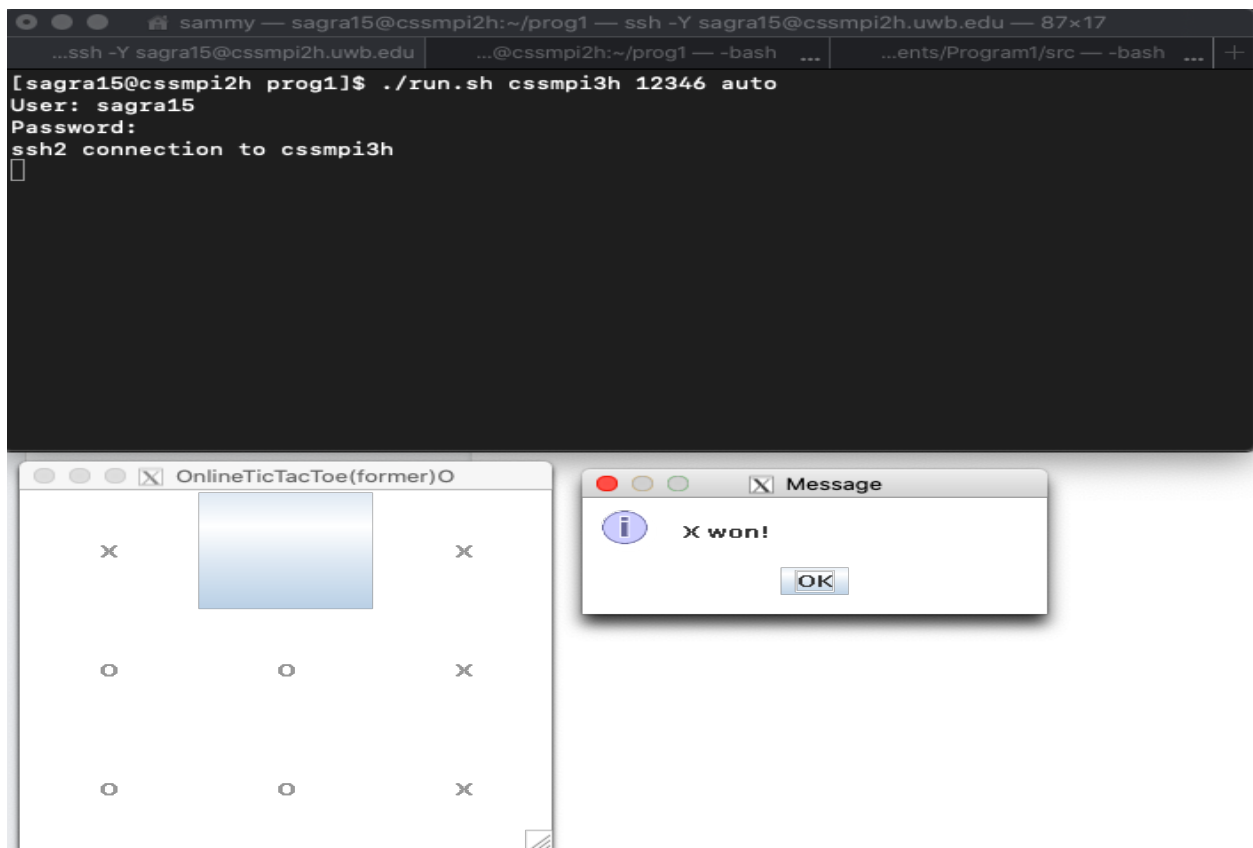 sammy — sagra15@cssmpi2h:~/prog1 — ssh -Y sagra15@cssmpi2h.uwb.edu — 87×17
...ssh -Y sagra15@cssmpi2h.uwb.edu ...@cssmpi2h:~/prog1 — -bash ... ...ents/Program1/src — -bash ... +
[sagra15@cssmpi2h prog1]$ ./run.sh cssmpi3h 12346 auto
User: sagra15
Password:
ssh2 connection to cssmpi3h
OnlineTicTacToe(former)O
X X
O O X
O O X
Message
X won!
OK